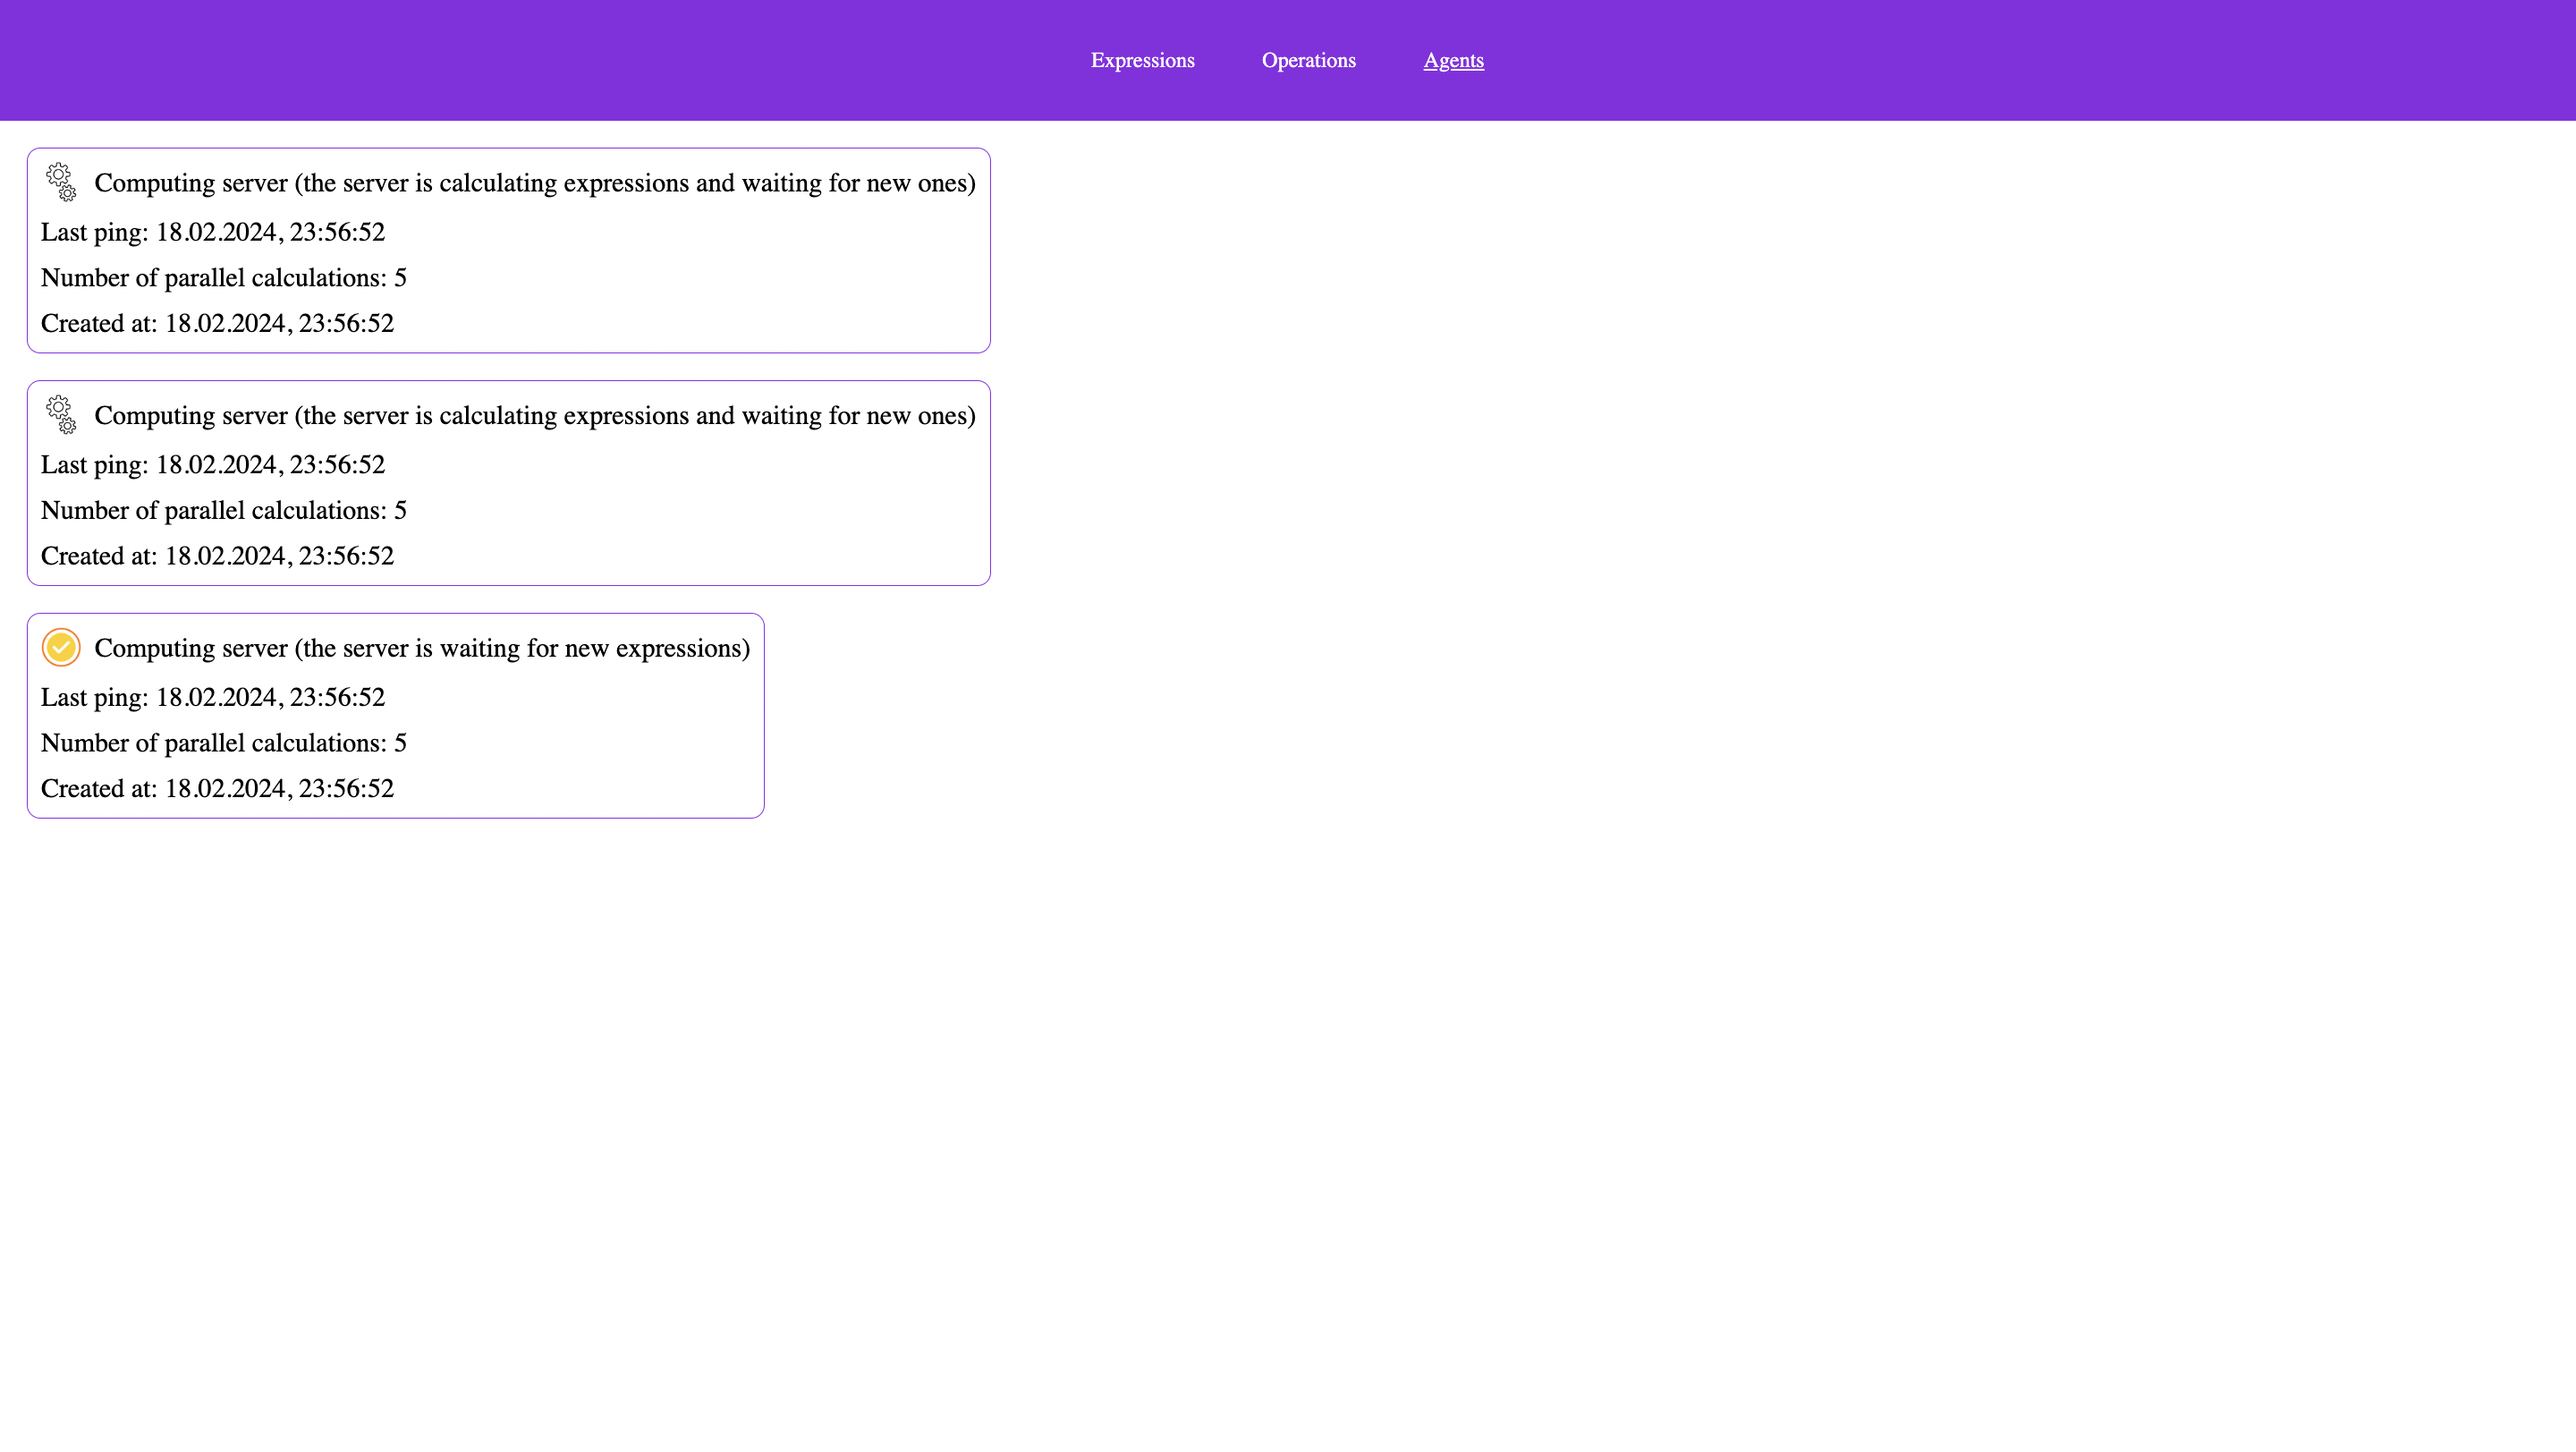 Expressions Operations Agents
Computing server (the server is calculating expressions and waiting for new ones)
Last ping: 18.02.2024, 23:56:52
Number of parallel calculations: 5
Created at: 18.02.2024, 23:56:52
Computing server (the server is calculating expressions and waiting for new ones)
Last ping: 18.02.2024, 23:56:52
Number of parallel calculations: 5
Created at: 18.02.2024, 23:56:52
Computing server (the server is waiting for new expressions)
Last ping: 18.02.2024, 23:56:52
Number of parallel calculations: 5
Created at: 18.02.2024, 23:56:52